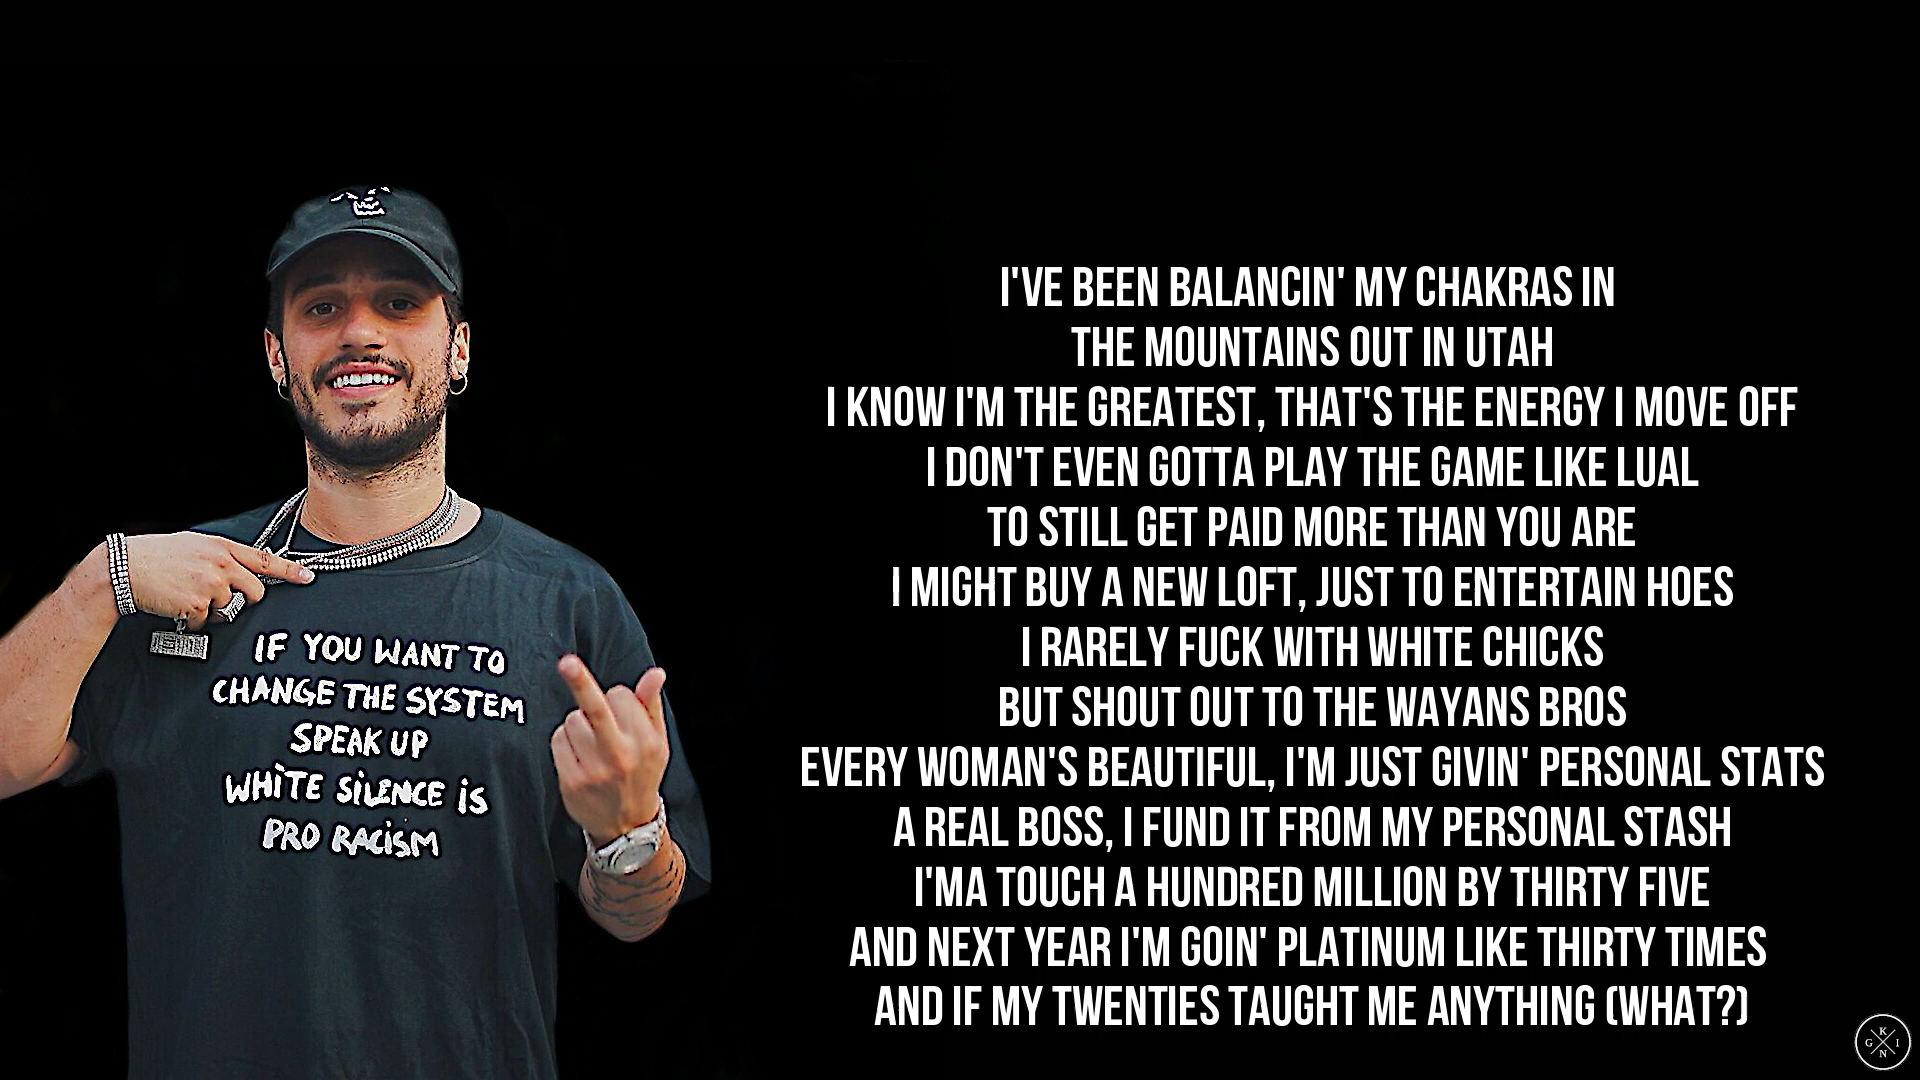 I'VE BEEN BALANCIN' MY CHAKRAS IN
THE MOUNTAINS OUT IN UTAH
I KNOW I'M THE GREATEST, THAT'S THE ENERGY I MOVE OFF
I DON'T EVEN GOTTA PLAY THE GAME LIKE LUAL
TO STILL GET PAID MORE THAN YOU ARE
I MIGHT BUY A NEW LOFT, JUST TO ENTERTAIN HOES
I RARELY FUCK WITH WHITE CHICKS
BUT SHOUT OUT TO THE WAYANS BROS
EVERY WOMAN'S BEAUTIFUL, I'M JUST GIVIN' PERSONAL STATS
A REAL BOSS, I FUND IT FROM MY PERSONAL STASH
I'MA TOUCH A HUNDRED MILLION BY THIRTY FIVE
AND NEXT YEAR I'M GOIN' PLATINUM LIKE THIRTY TIMES
AND IF MY TWENTIES TAUGHT ME ANYTHING (WHAT?)
IF YOU WANT TO
CHANGE THE SYSTEM
SPEAK UP
WHITE SILENCE IS
PRO RACISM
K
G I
N